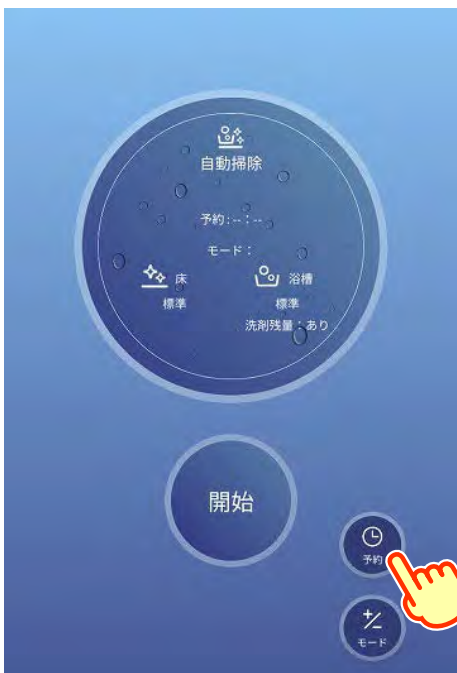 自動掃除
予約:--:--
モード:
床 浴槽
標準 標準
洗剤残量:あり
開始
予約
モード